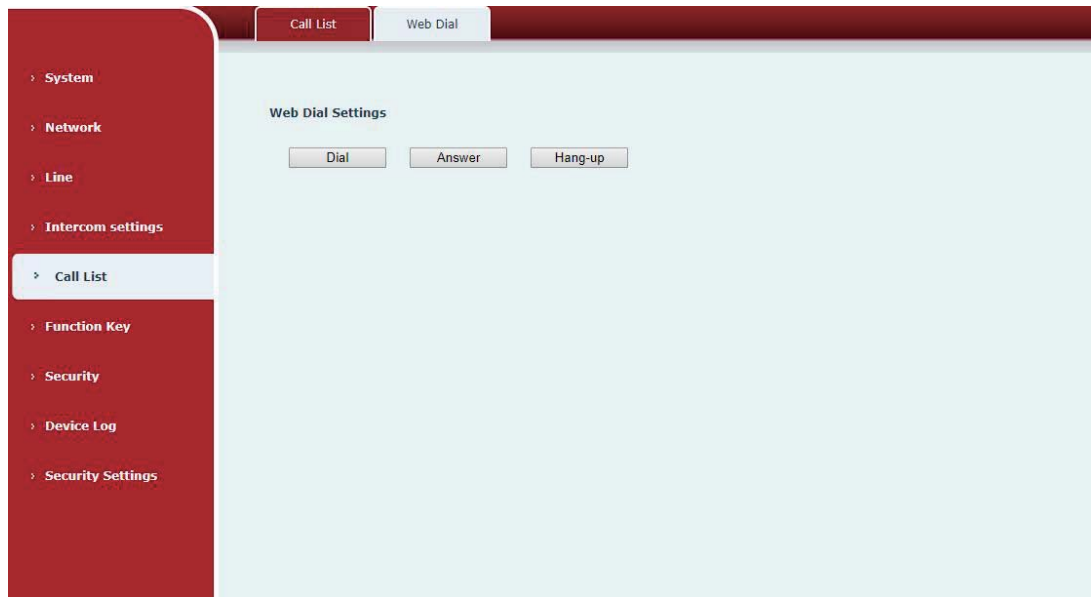 Call List
Web Dial
System
Network
Line
Intercom settings
Call List
Function Key
Security
Device Log
Security Settings
Web Dial Settings
Dial
Answer
Hang-up